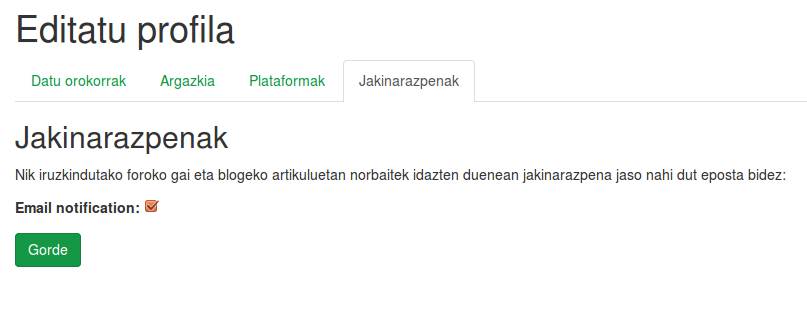 Editatu profila
Datu orokorrak Argazkia Plataformak Jakinarazpenak
Jakinarazpenak
Nik iruzkindutako foroko gai eta blogeko artikuluetan norbaitek idazten duenean jakinarazpena jaso nahi dut eposta bidez:
Email notification:
Gorde